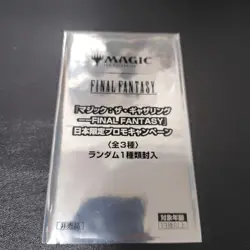 MAGIC
FINAL FANTASY
『マジック：ザ・ギャザリング
——FINAL FANTASY』
日本限定プロモキャンペーン
〈全3種〉
ランダム1種類封入
非売品
対象年齢